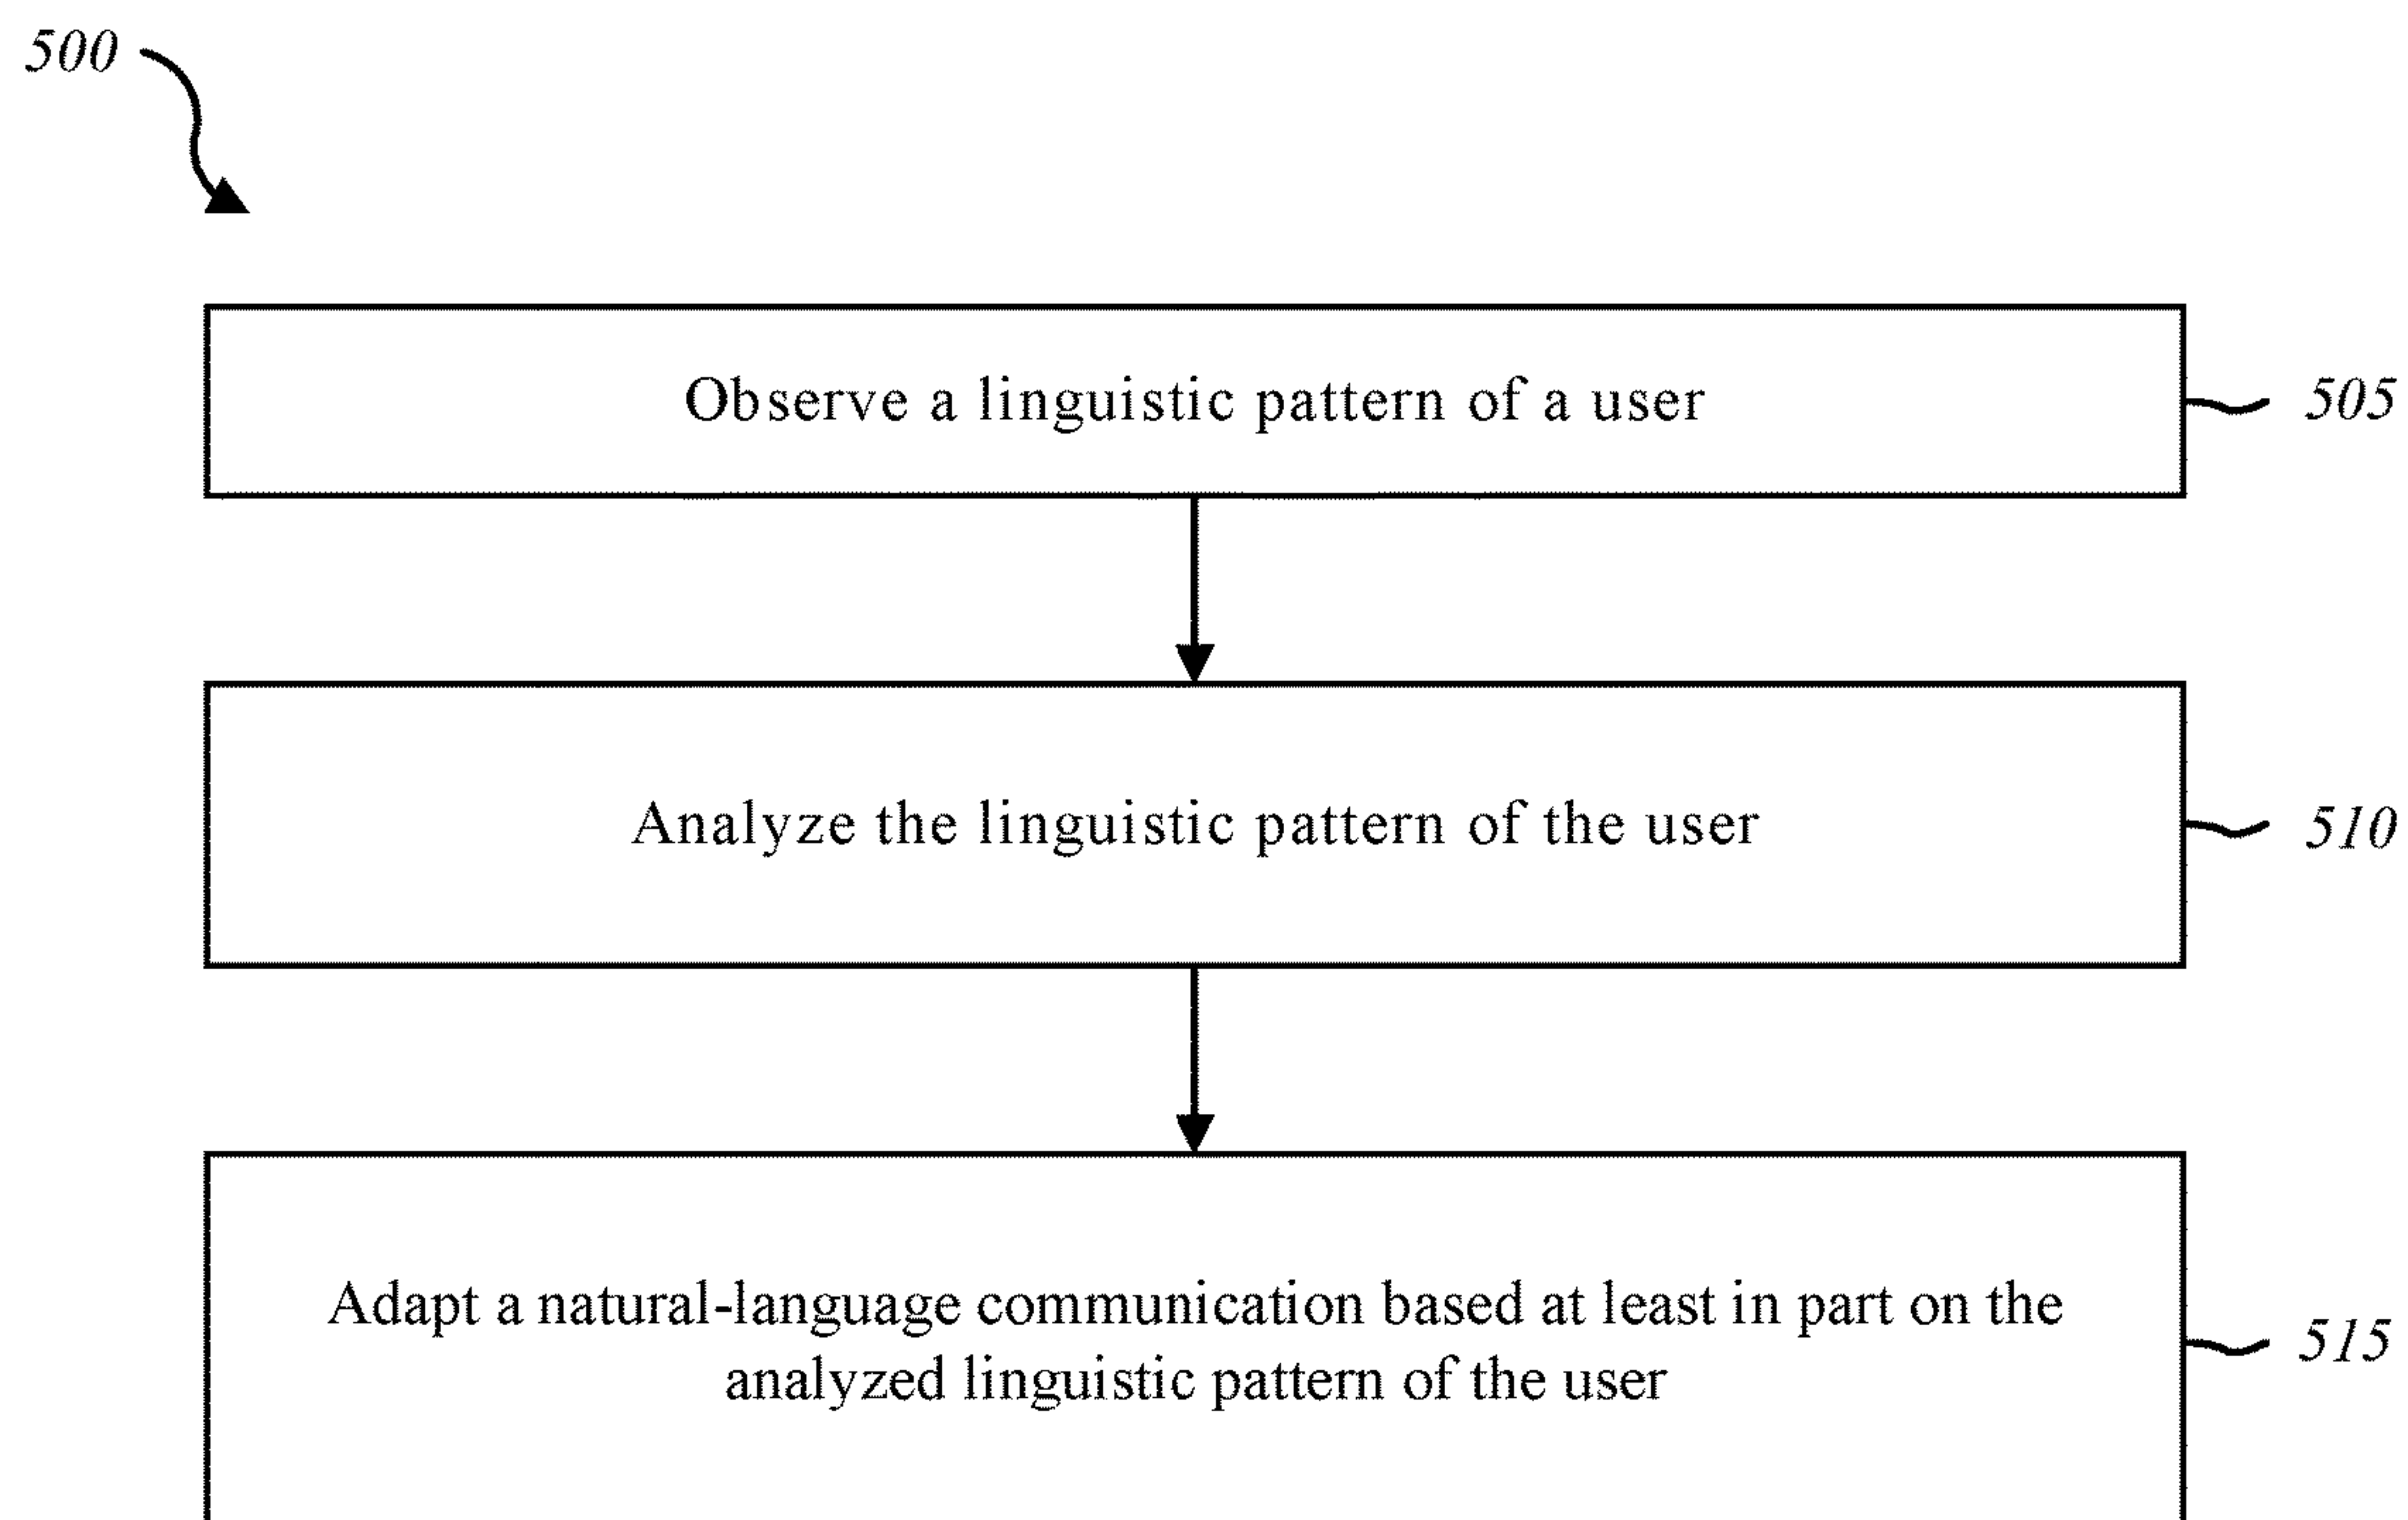 500
Observe a linguistic pattern of a user
505
Analyze the linguistic pattern of the user
510
Adapt a natural-language communication based at least in part on the
analyzed linguistic pattern of the user
515